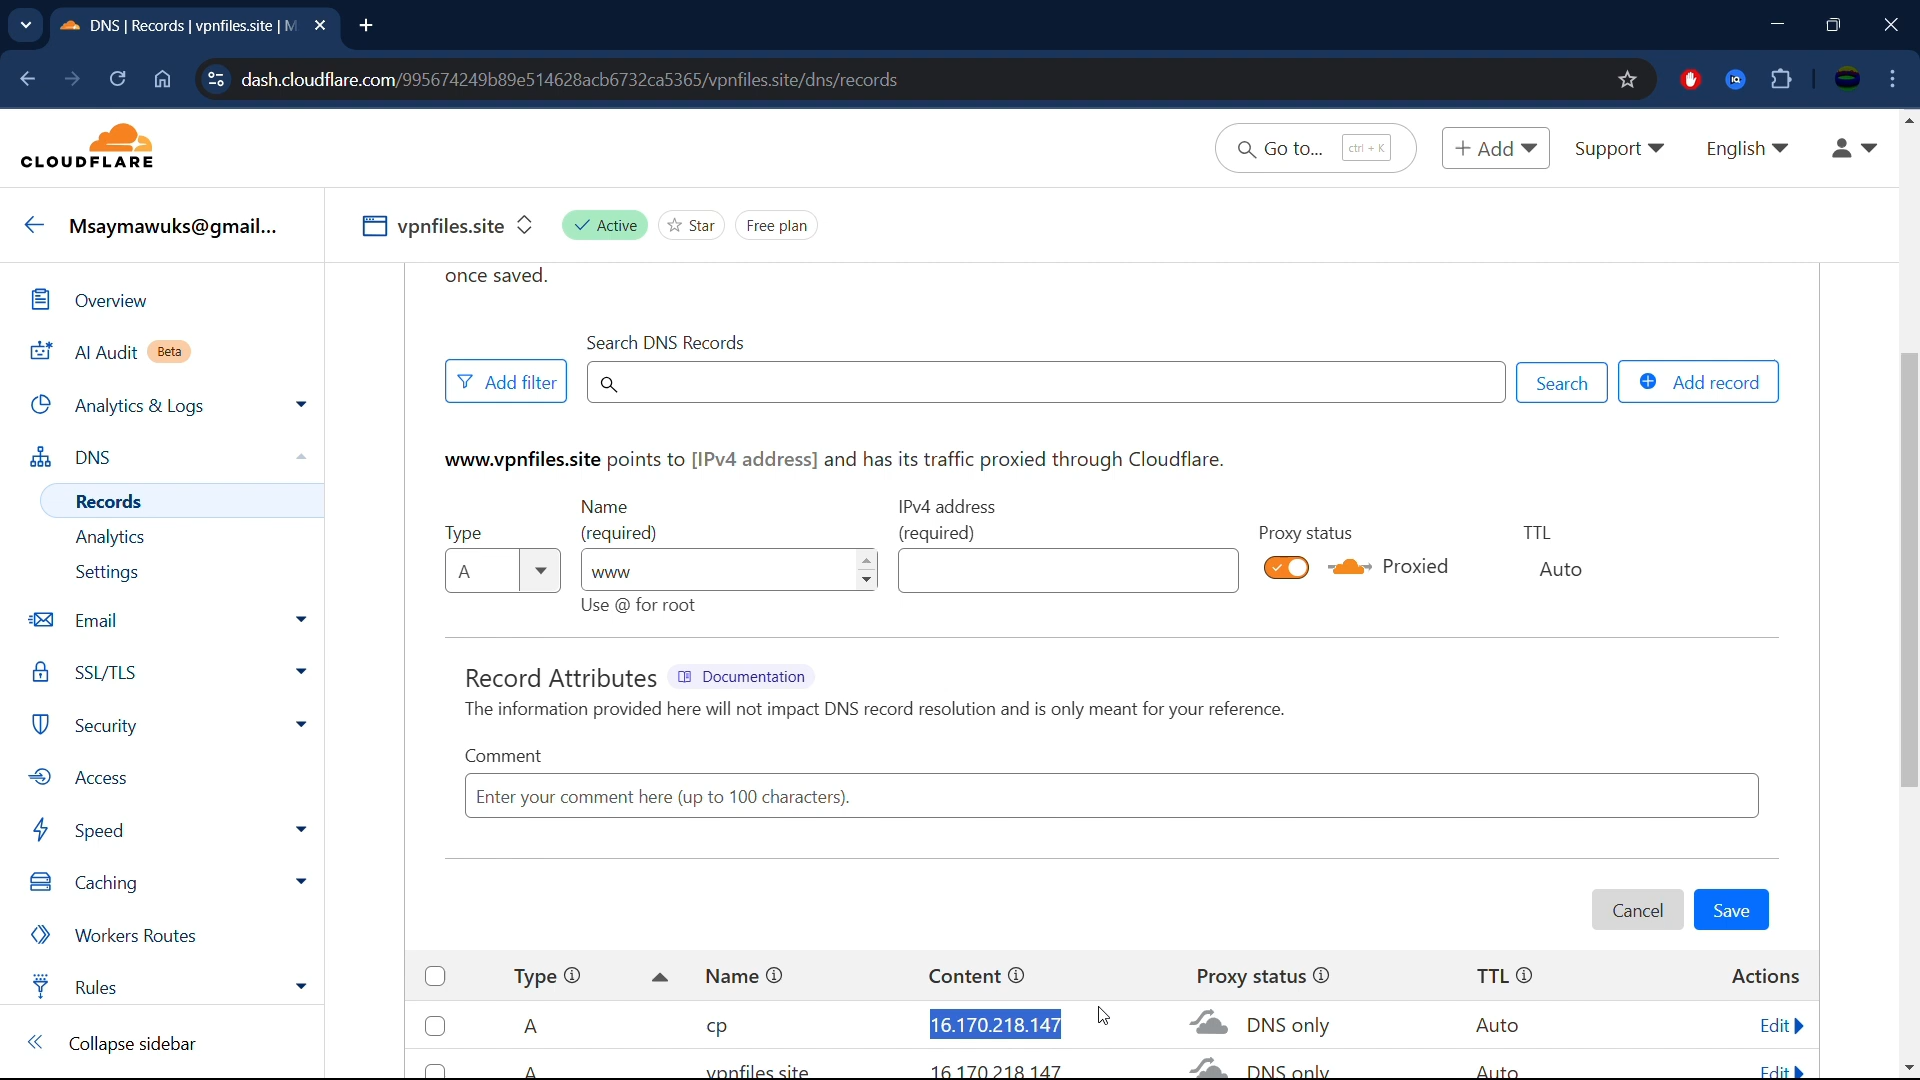 DNS | Records | vpnfiles.site | M
dash.cloudflare.com/995674249b89e514628acb6732ca5365/vpnfiles.site/dns/records
CLOUDFLARE
Go to... ctrl + K
+ Add
Support
English
Msaymawuks@gmail...
vpnfiles.site
Active
Star
Free plan
Overview
AI Audit Beta
Analytics & Logs
DNS
Records
Analytics
Settings
Email
SSL/TLS
Security
Access
Speed
Caching
Workers Routes
Rules
Collapse sidebar
once saved.
Search DNS Records
Add filter
Search
Add record
www.vpnfiles.site points to [IPv4 address] and has its traffic proxied through Cloudflare.
Type
Name
(required)
IPv4 address
(required)
Proxy status
TTL
A
www
Proxied
Auto
Use @ for root
Record Attributes Documentation
The information provided here will not impact DNS record resolution and is only meant for your reference.
Comment
Enter your comment here (up to 100 characters).
Cancel
Save
Type Name Content Proxy status TTL Actions
A cp 16.170.218.147 DNS only Auto Edit
A vpnfiles.site 16.170.218.147 DNS only Auto Edit